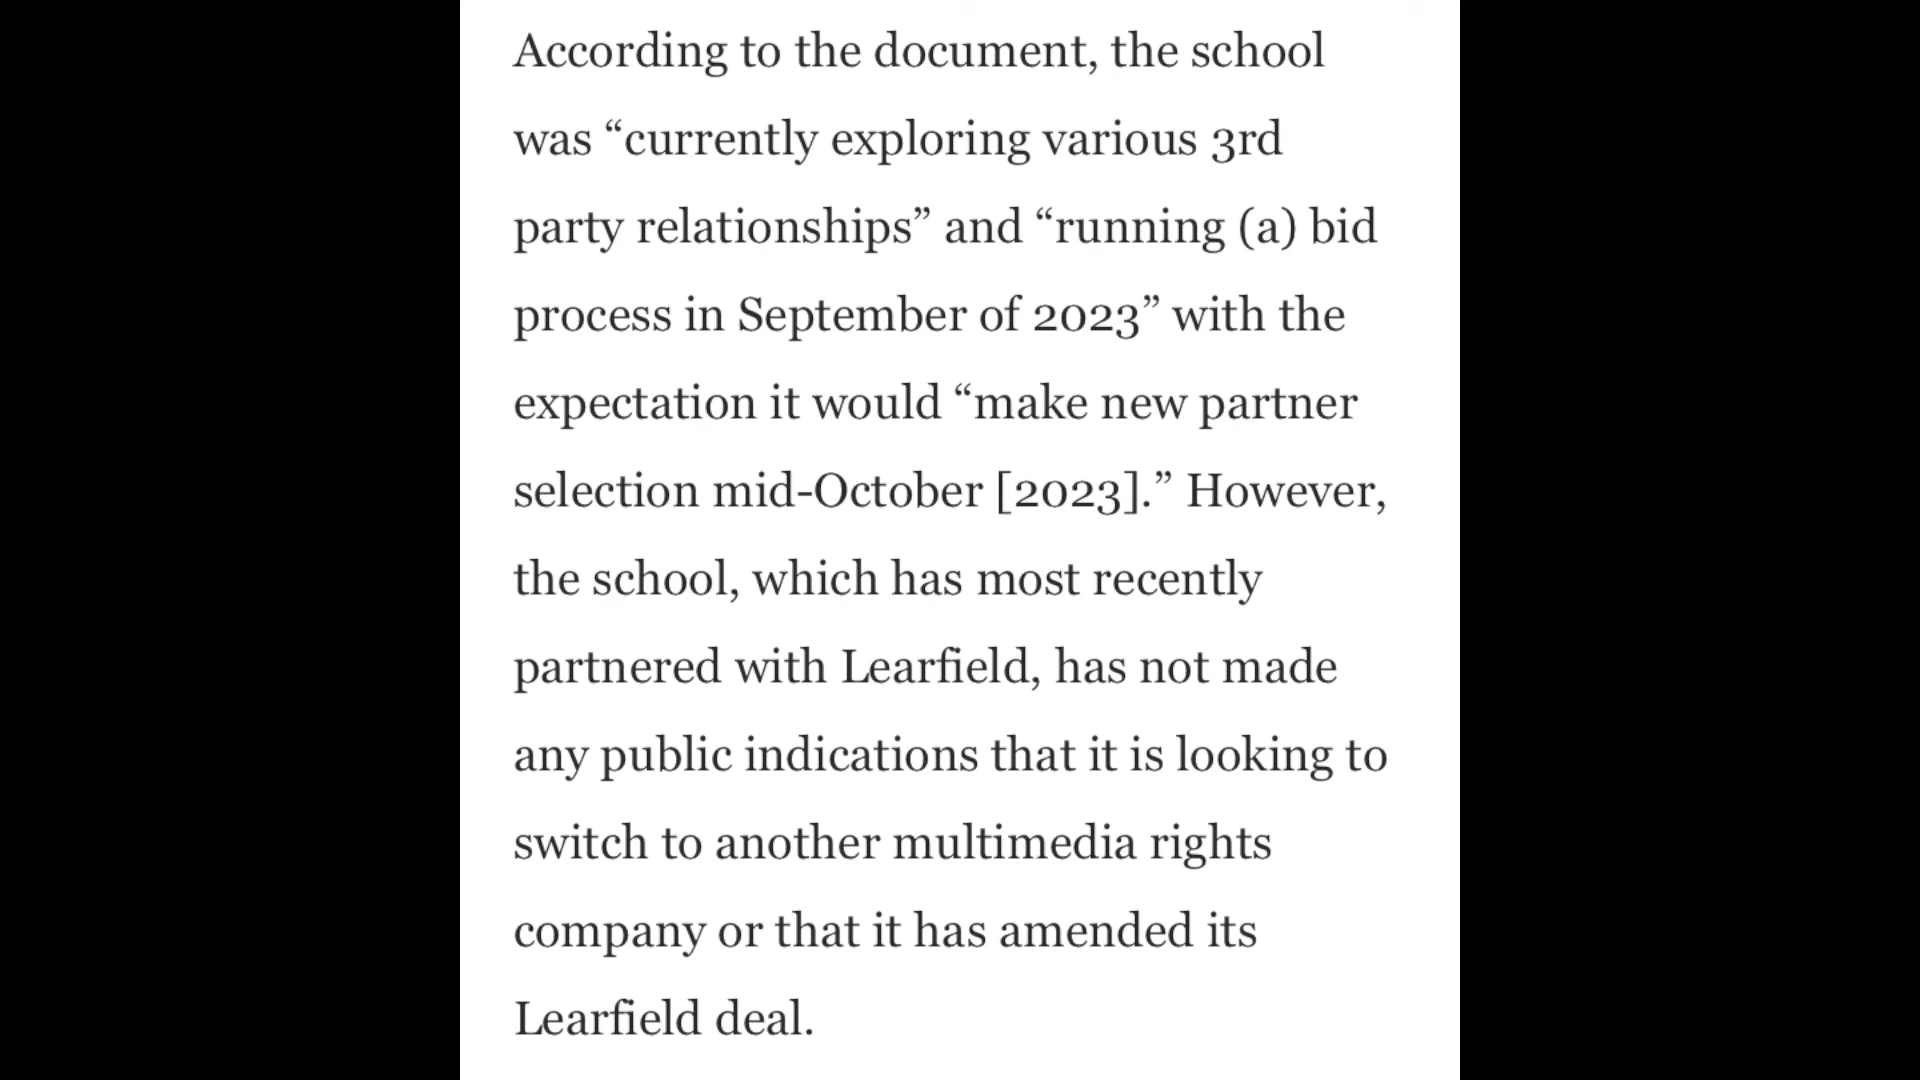 According to the document, the school
was “currently exploring various 3rd
party relationships” and “running (a) bid
process in September of 2023” with the
expectation it would “make new partner
selection mid-October [2023].” However,
the school, which has most recently
partnered with Learfield, has not made
any public indications that it is looking to
switch to another multimedia rights
company or that it has amended its
Learfield deal.